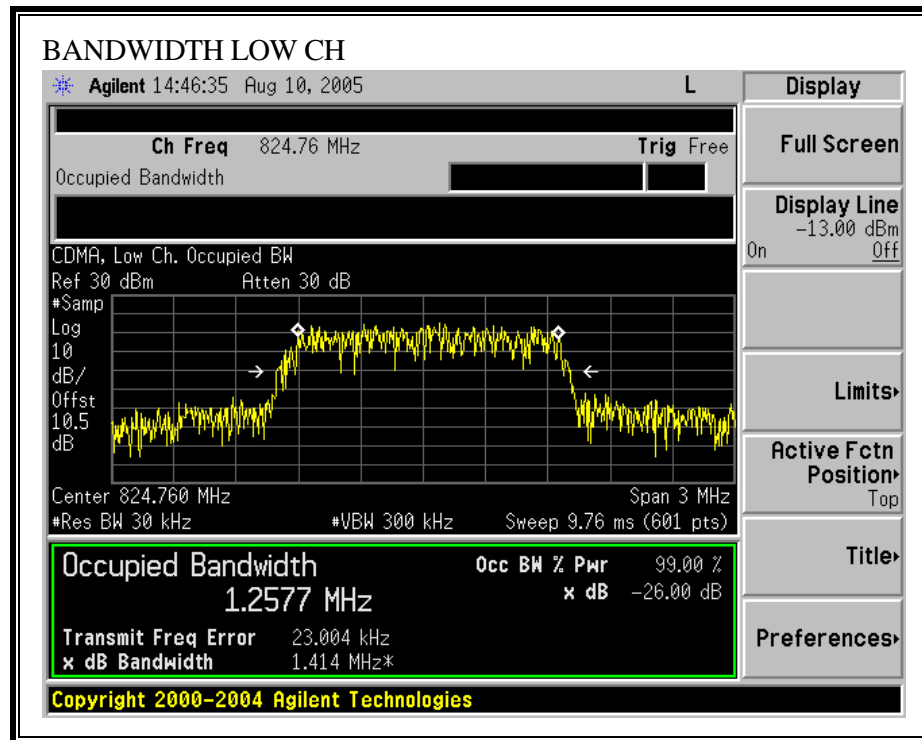 BANDWIDTH LOW CH
Agilent 14:46:35 Aug 10, 2005 L
Display
Ch Freq 824.76 MHz Trig Free
Occupied Bandwidth
Full Screen
Display Line
-13.00 dBm
On Off
CDMA, Low Ch. Occupied BW
Ref 30 dBm Atten 30 dB
#Samp
Log
10
dB/
Offst
10.5
dB
Limits
Active Fctn
Position
Top
Center 824.760 MHz Span 3 MHz
#Res BW 30 kHz #VBW 300 kHz Sweep 9.76 ms (601 pts)
Occupied Bandwidth Occ BW % Pwr 99.00 %
1.2577 MHz x dB -26.00 dB
Title
Transmit Freq Error 23.004 kHz
x dB Bandwidth 1.414 MHz*
Preferences
Copyright 2000-2004 Agilent Technologies